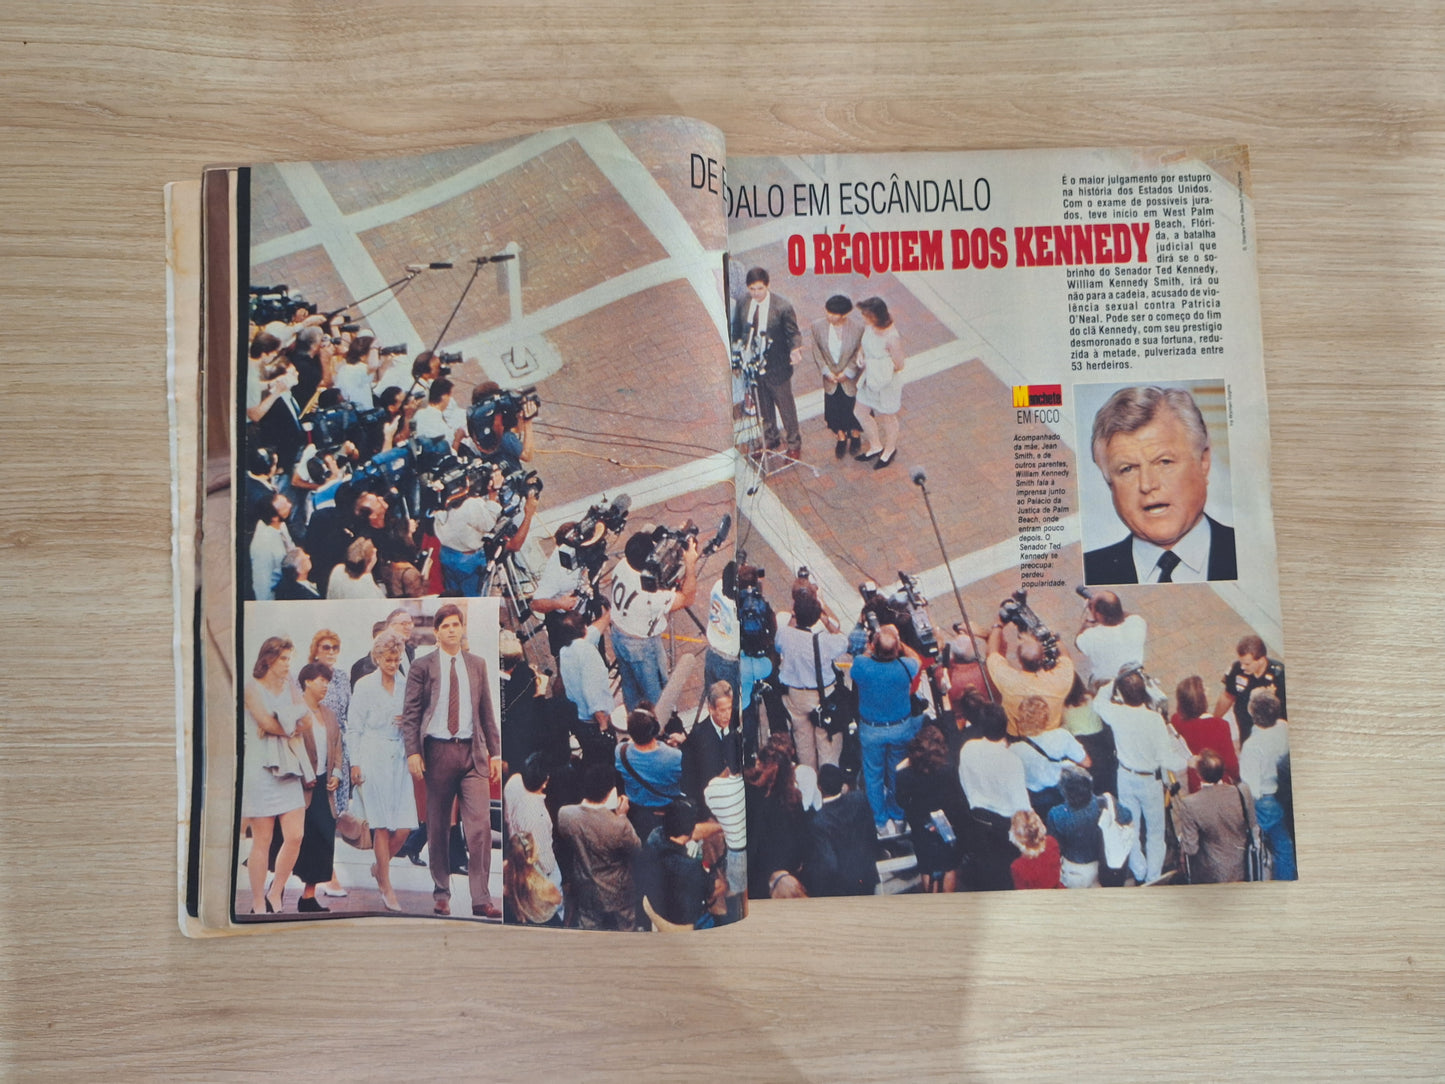 DE
DALO EM ESCÂNDALO
O RÉQUIEM DOS KENNEDY
É o maior julgamento por estupro
na história dos Estados Unidos.
Com o exame de possíveis jura-
dos, teve início em West Palm
Beach, Flóri-
da, a batalha
judicial que
dirá se o so-
brinho do Senador Ted Kennedy,
William Kennedy Smith, irá ou
não para a cadeia, acusado de vio-
lência sexual contra Patricia
O'Neal. Pode ser o começo do fim
do clã Kennedy, com seu prestígio
desmoronado e sua fortuna, redu-
zida à metade, pulverizada entre
53 herdeiros.
Manchete
EM FOCO
Acompanhado
da mãe, Jean
Smith, e de
outros parentes,
William Kennedy
Smith fala à
imprensa junto
ao Palácio da
Justiça de Palm
Beach, onde
entram pouco
depois. O
Senador Ted
Kennedy se
preocupa:
perdeu
popularidade.